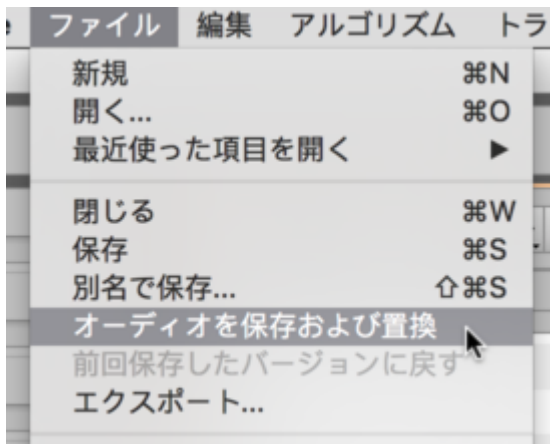 ファイル 編集 アルゴリズム トラ
新規 ⌘N
開く... ⌘O
最近使った項目を開く ▶
閉じる ⌘W
保存 ⌘S
別名で保存... ⇧⌘S
オーディオを保存および置換
前回保存したバージョンに戻す
エクスポート...